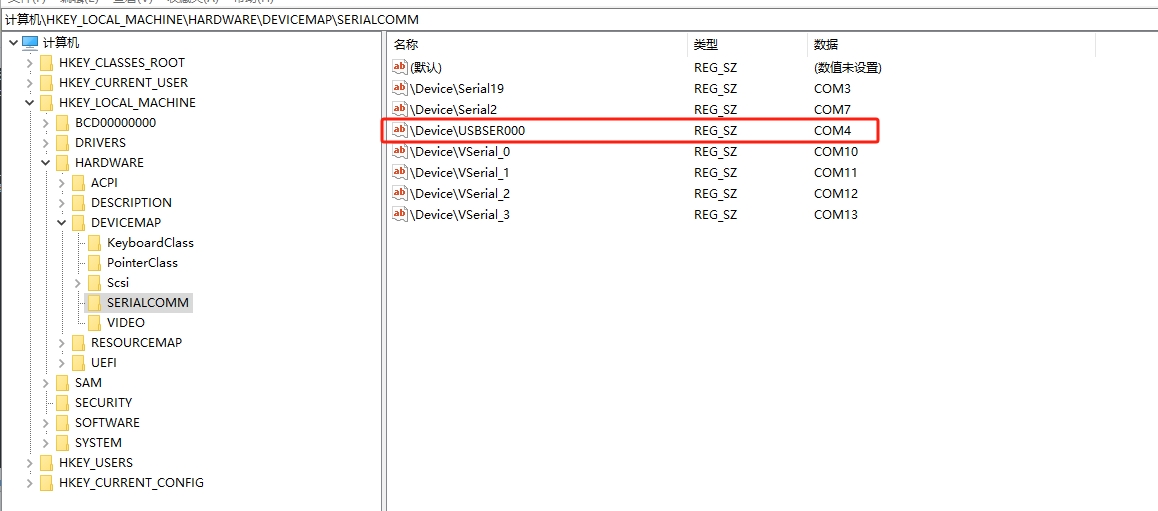 计算机\HKEY_LOCAL_MACHINE\HARDWARE\DEVICEMAP\SERIALCOMM
计算机
HKEY_CLASSES_ROOT
HKEY_CURRENT_USER
HKEY_LOCAL_MACHINE
BCD00000000
DRIVERS
HARDWARE
ACPI
DESCRIPTION
DEVICEMAP
KeyboardClass
PointerClass
Scsi
SERIALCOMM
VIDEO
RESOURCEMAP
UEFI
SAM
SECURITY
SOFTWARE
SYSTEM
HKEY_USERS
HKEY_CURRENT_CONFIG
名称 类型 数据
(默认) REG_SZ (数值未设置)
\Device\Serial19 REG_SZ COM3
\Device\Serial2 REG_SZ COM7
\Device\USBSER000 REG_SZ COM4
\Device\VSerial_0 REG_SZ COM10
\Device\VSerial_1 REG_SZ COM11
\Device\VSerial_2 REG_SZ COM12
\Device\VSerial_3 REG_SZ COM13